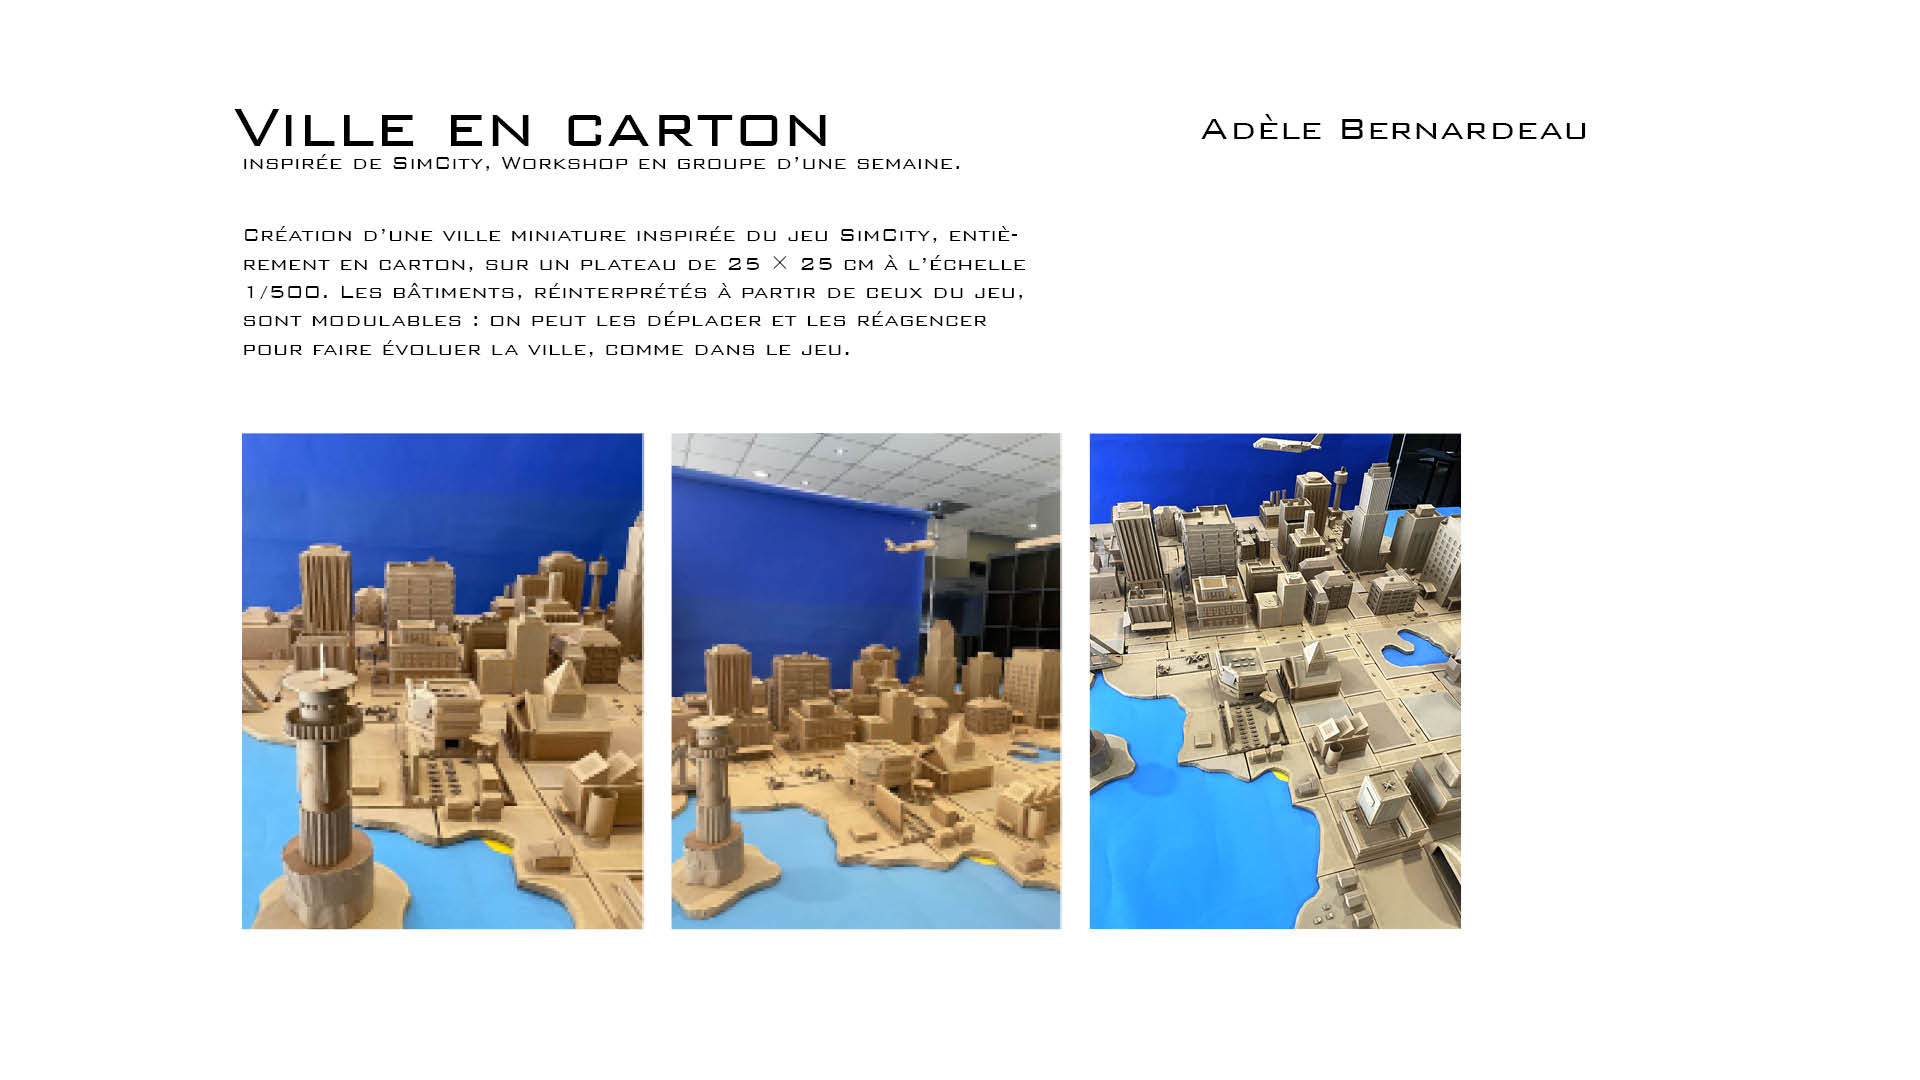 Ville en carton
Adèle Bernardeau
inspirée de SimCity, Workshop en groupe d’une semaine.
Création d’une ville miniature inspirée du jeu SimCity, entiè-
rement en carton, sur un plateau de 25 × 25 cm à l’échelle
1/500. Les bâtiments, réinterprétés à partir de ceux du jeu,
sont modulables : on peut les déplacer et les réagencer
pour faire évoluer la ville, comme dans le jeu.